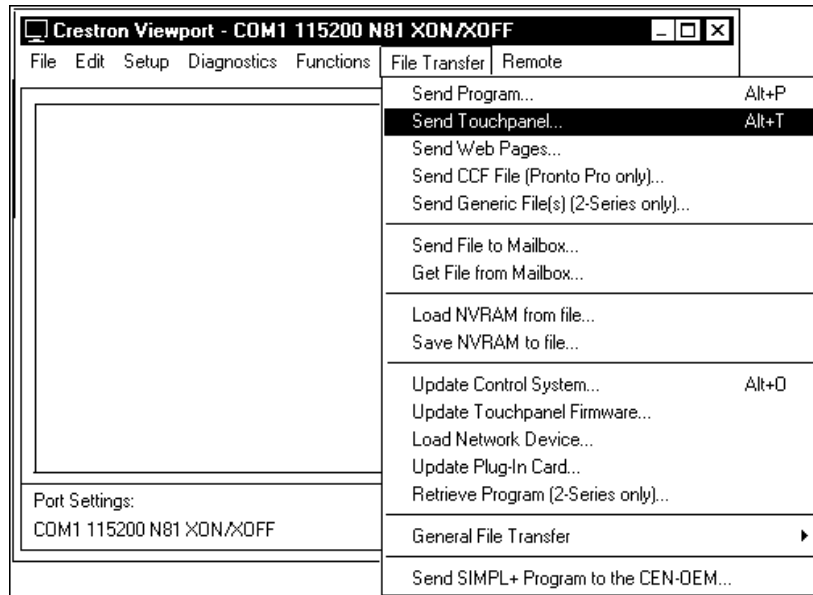 Crestron Viewport - COM1 115200 N81 XON/XOFF
File Edit Setup Diagnostics Functions File Transfer Remote
Send Program... Alt+P
Send Touchpanel... Alt+T
Send Web Pages...
Send CCF File (Pronto Pro only)...
Send Generic File(s) (2-Series only)...
Send File to Mailbox...
Get File from Mailbox...
Load NVRAM from file...
Save NVRAM to file...
Update Control System... Alt+O
Update Touchpanel Firmware...
Load Network Device...
Update Plug-In Card...
Retrieve Program (2-Series only)...
General File Transfer
Send SIMPL+ Program to the CEN-OEM...
Port Settings:
COM1 115200 N81 XON/XOFF